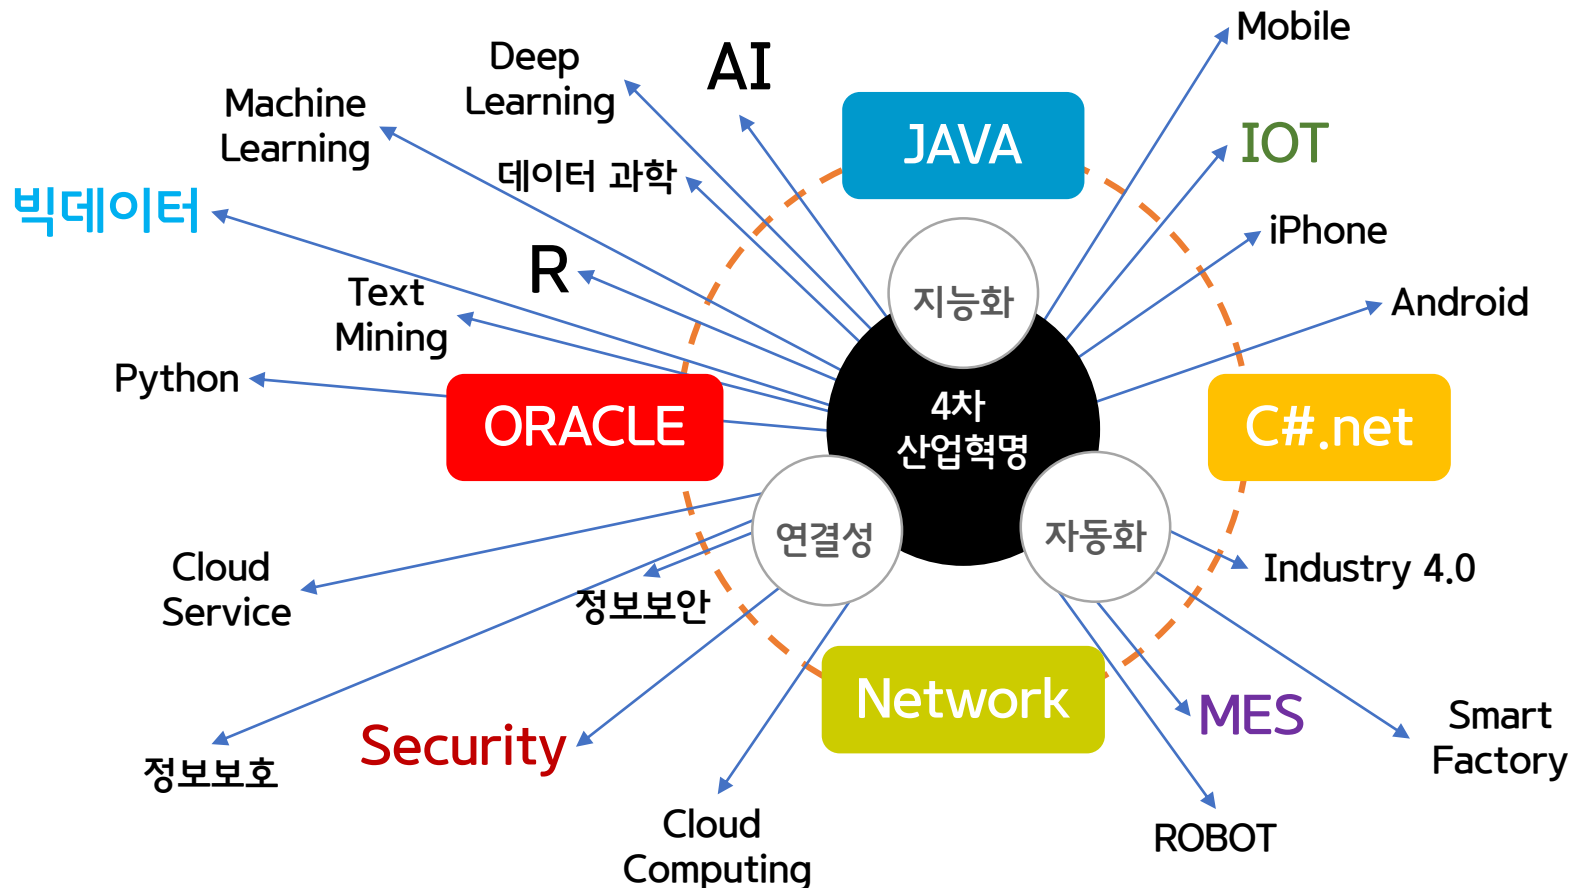 Mobile
Deep
Learning
AI
Machine
Learning
JAVA
IOT
데이터 과학
빅데이터
iPhone
R
지능화
Text
Mining
Android
Python
ORACLE
4차
산업혁명
C#.net
연결성
자동화
Cloud
Service
Industry 4.0
정보보안
Network
Security
MES
Smart
Factory
정보보호
Cloud
Computing
ROBOT